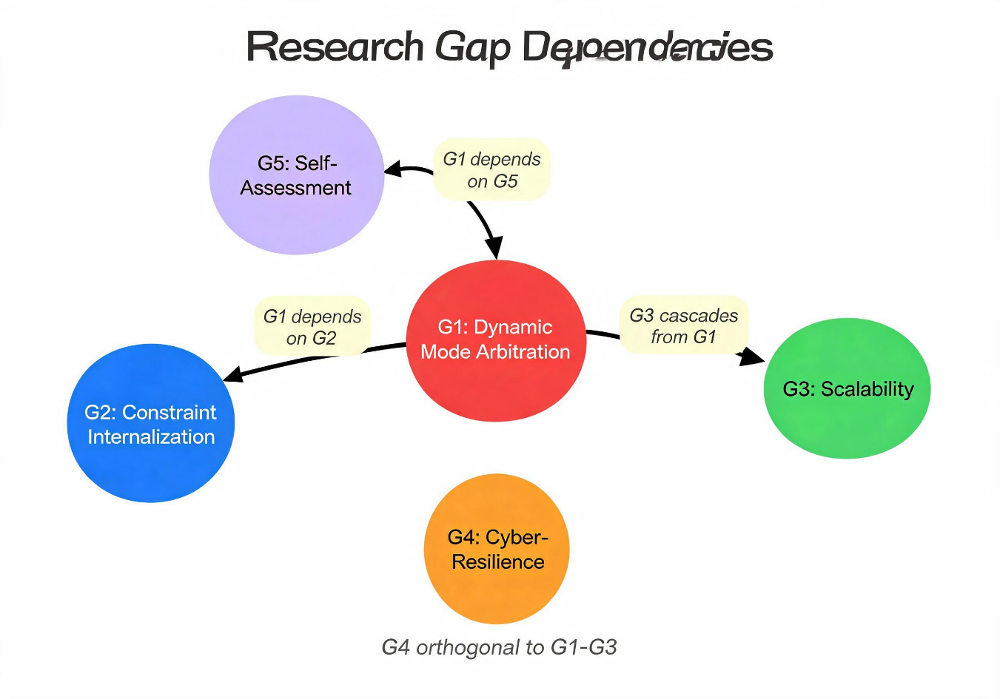 Research Gap Dependencies
G5: Self-
Assessment
G1 depends
on G5
G1 depends
on G2
G1: Dynamic
Mode Arbitration
G3 cascades
from G1
G2: Constraint
Internalization
G3: Scalability
G4: Cyber-
Resilience
G4 orthogonal to G1-G3